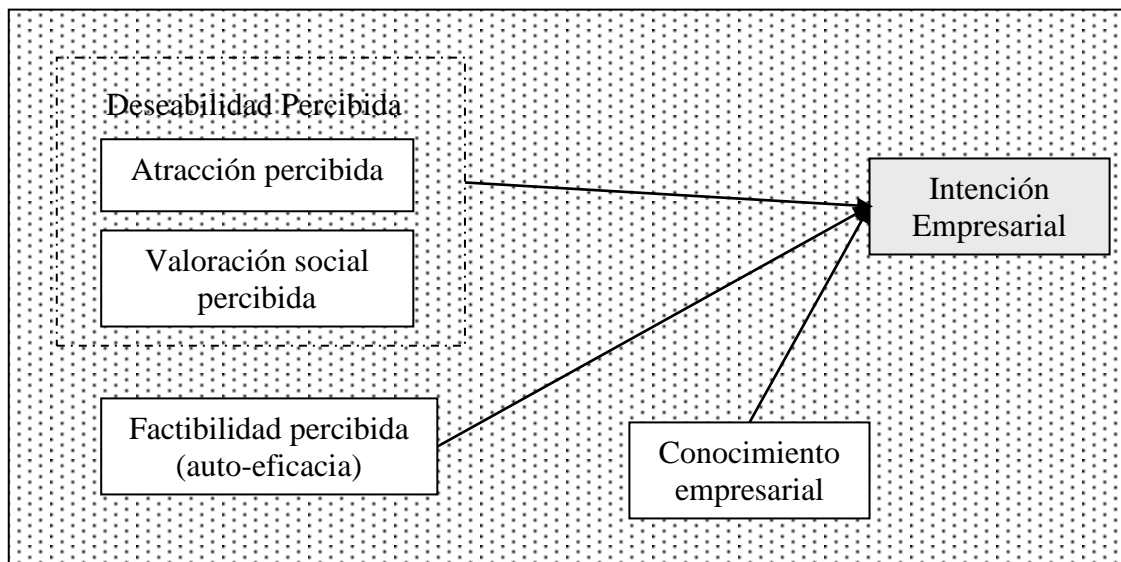 Deseabilidad Percibida
Atracción percibida
Valoración social
percibida
Intención
Empresarial
Factibilidad percibida
(auto-eficacia)
Conocimiento
empresarial